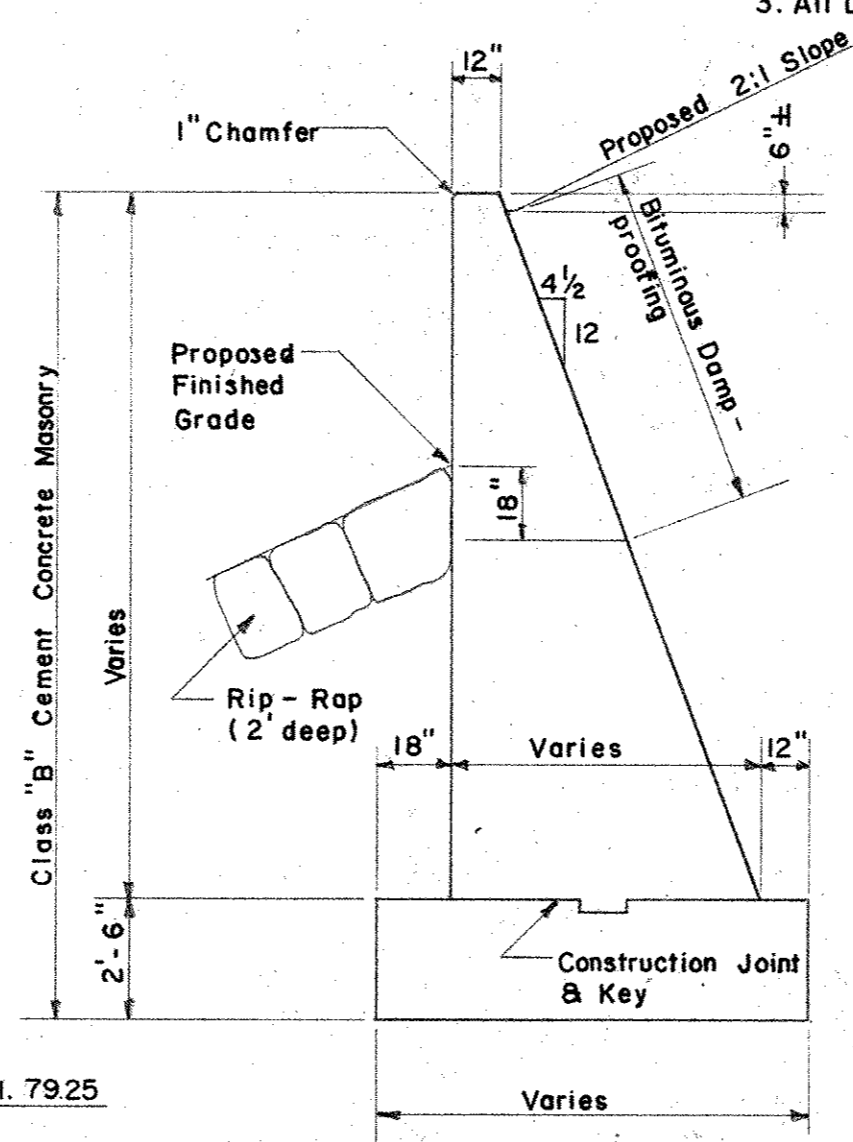 3. All
12"
Proposed 2:1 Slope
1" Chamfer
6"±
Bituminous Damp-
proofing
4 1/2
12
Proposed
Finished
Grade
18"
Class "B" Cement Concrete Masonry
Varies
Rip - Rap
(2' deep)
18"
Varies
12"
2'-6"
Construction Joint
& Key
79.25
Varies